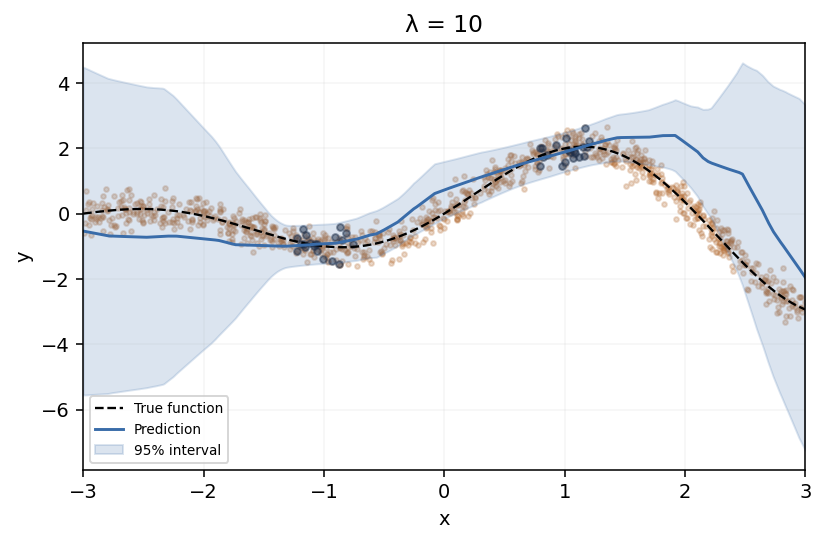 λ = 10
y
4
2
0
−2
−4
−6
True function
Prediction
95% interval
−3 −2 −1 0 1 2 3
x